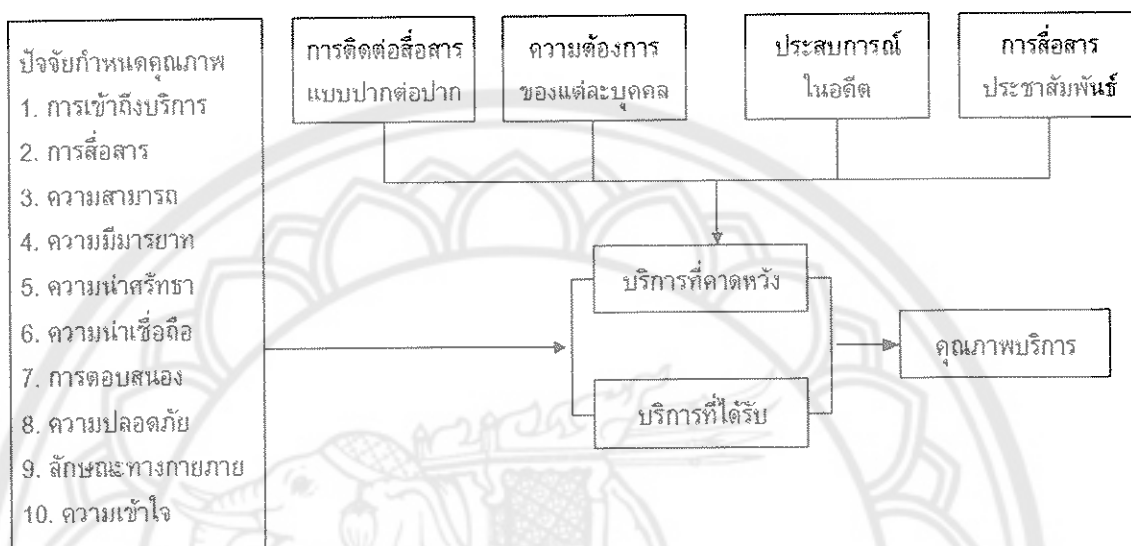 ปัจจัยกำหนดคุณภาพ
1. การเข้าถึงบริการ
2. การสื่อสาร
3. ความสามารถ
4. ความมีมารยาท
5. ความน่าศรัทธา
6. ความน่าเชื่อถือ
7. การตอบสนอง
8. ความปลอดภัย
9. ลักษณะทางกายภาย
10. ความเข้าใจ
การติดต่อสื่อสาร
แบบปากต่อปาก
ความต้องการ
ของแต่ละบุคคล
ประสบการณ์
ในอดีต
การสื่อสาร
ประชาสัมพันธ์
บริการที่คาดหวัง
บริการที่ได้รับ
คุณภาพบริการ